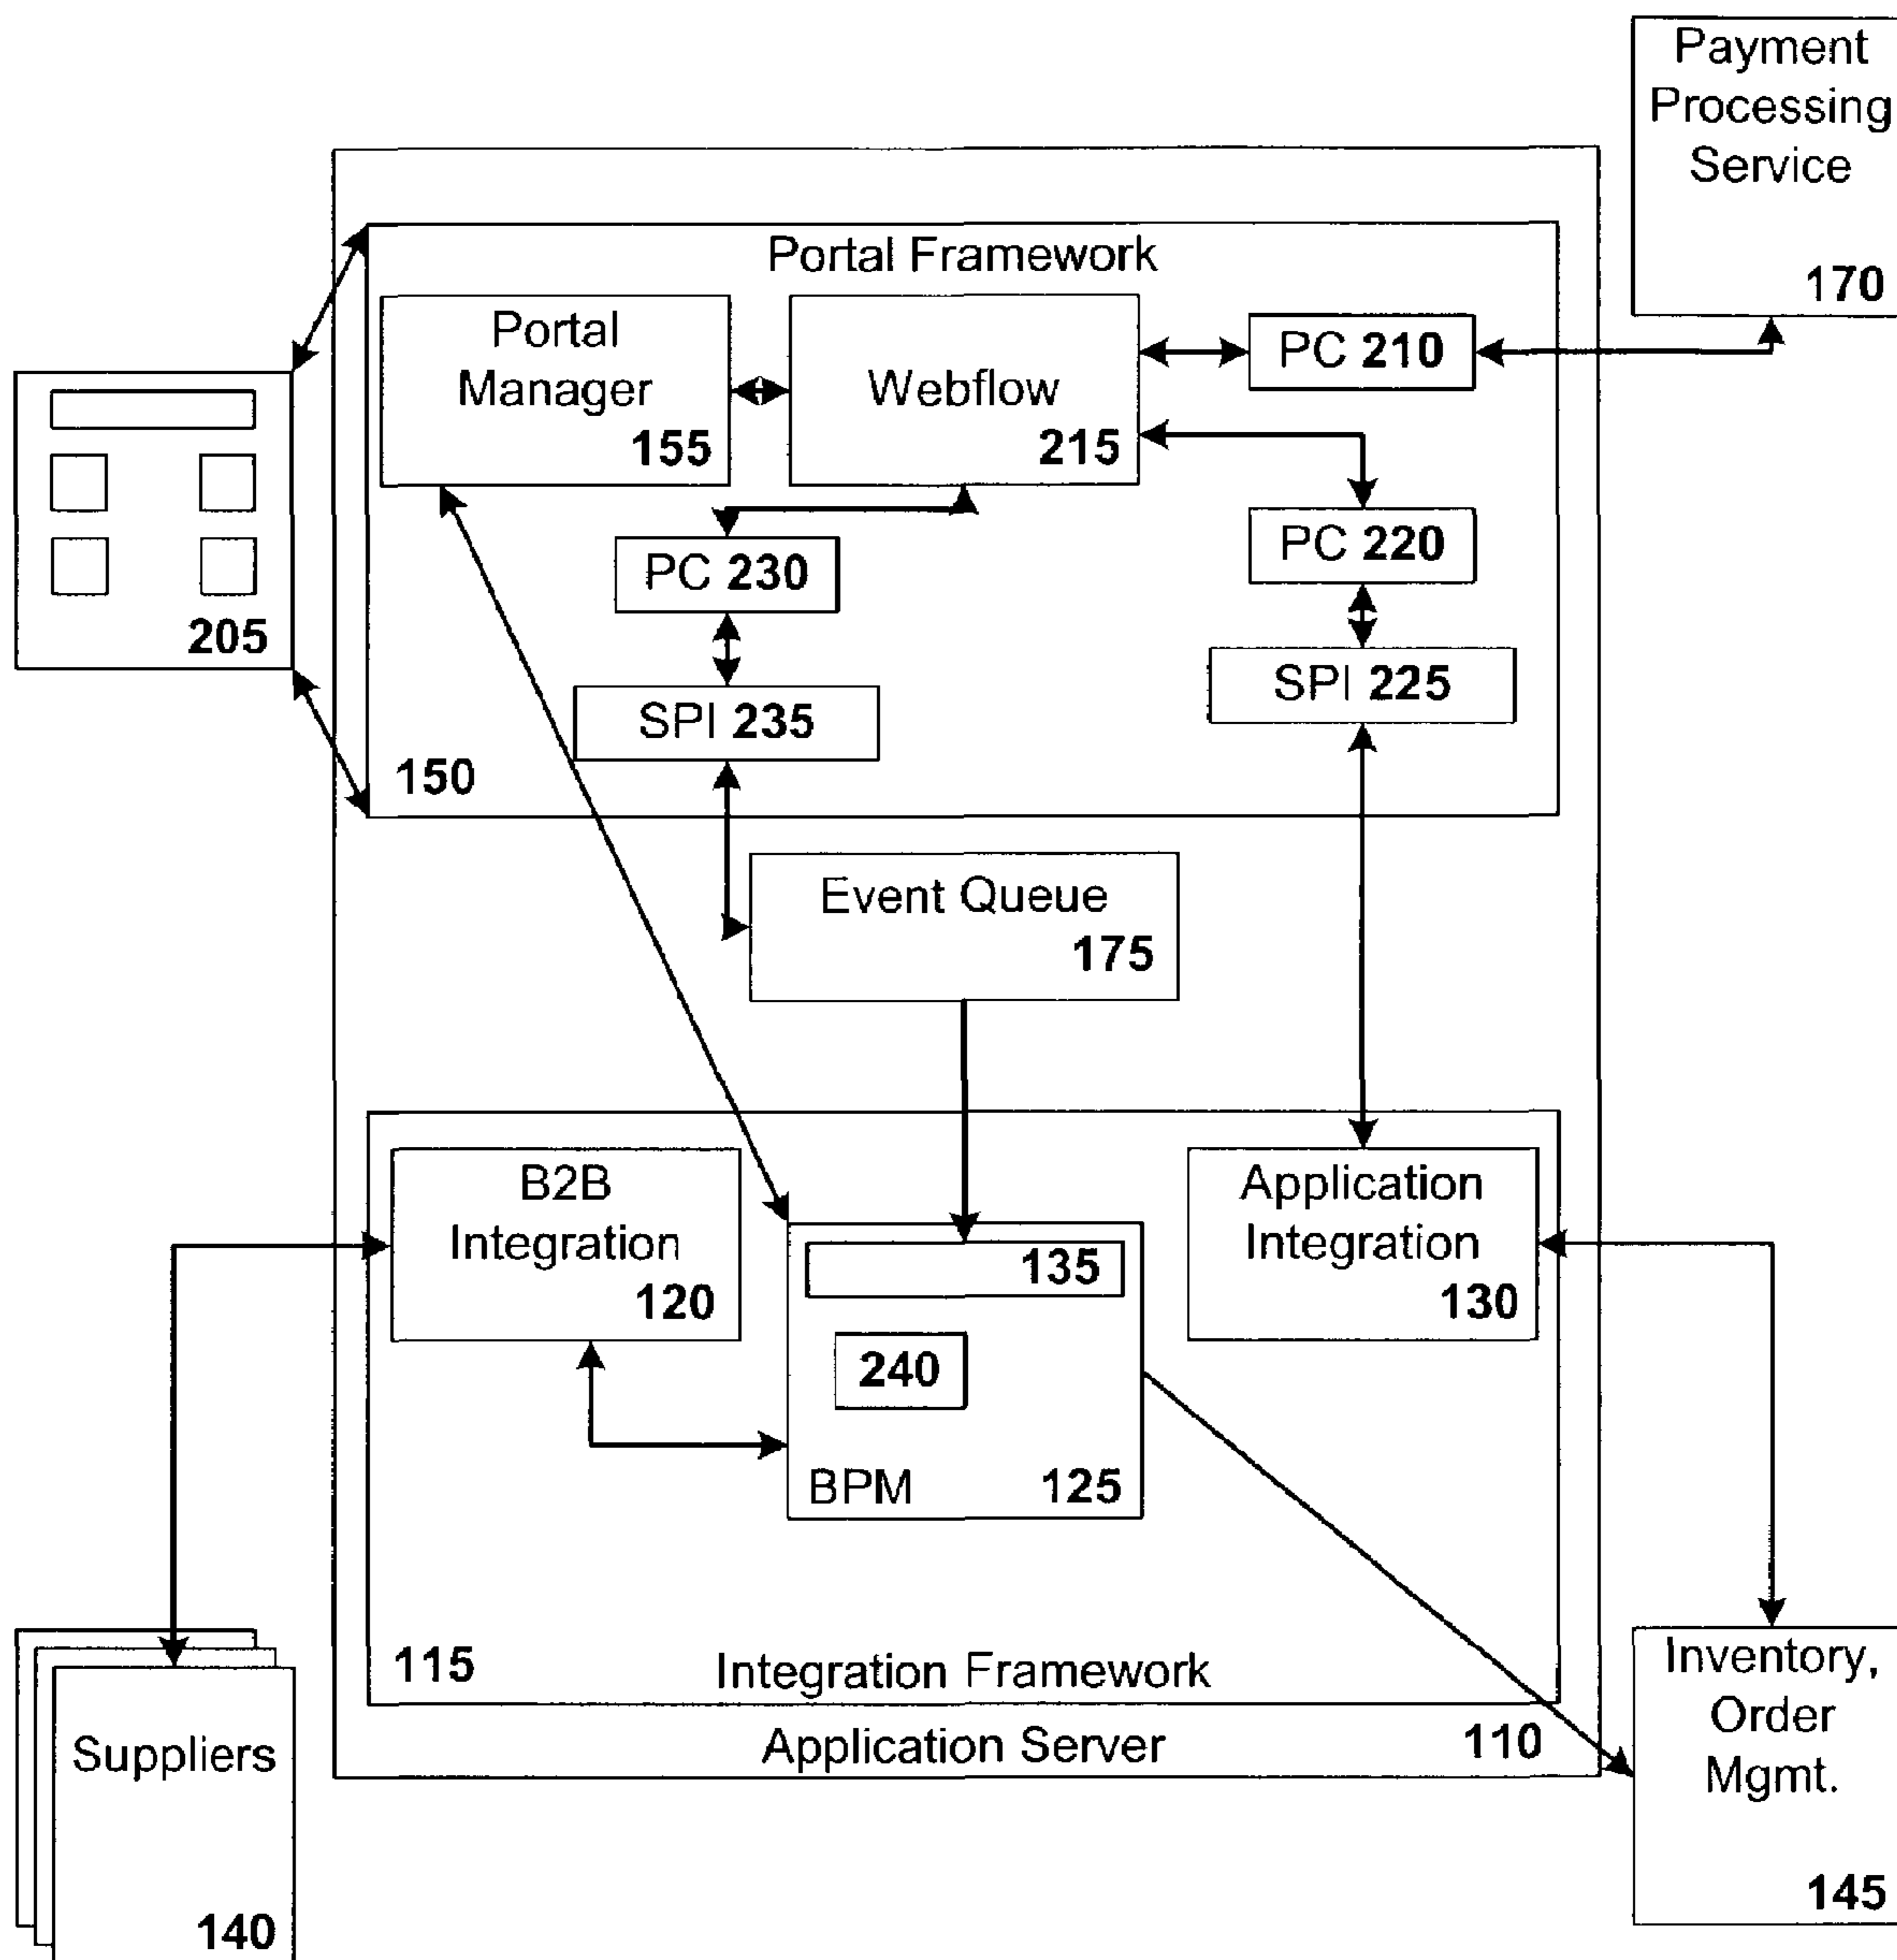 Payment
Processing
Service
170
Portal Framework
Portal
Manager
155
Webflow
215
PC 210
PC 220
PC 230
205
SPI 225
SPI 235
150
Event Queue
175
B2B
Integration
120
Application
Integration
130
135
240
BPM 125
115 Integration Framework
Application Server 110
Suppliers
140
Inventory,
Order
Mgmt.
145